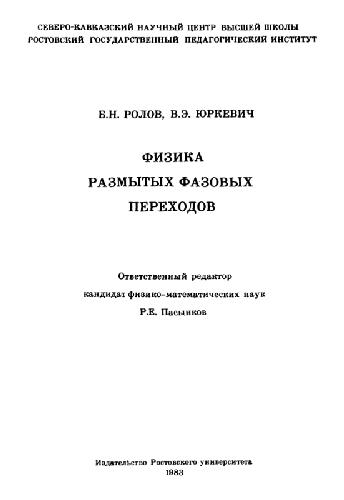 СЕВЕРО-КАВКАЗСКИЙ НАУЧНЫЙ ЦЕНТР ВЫСШЕЙ ШКОЛЫ
РОСТОВСКИЙ ГОСУДАРСТВЕННЫЙ ПЕДАГОГИЧЕСКИЙ ИНСТИТУТ
Б.Н. РОЛОВ, В.Э. ЮРКЕВИЧ
ФИЗИКА
РАЗМЫТЫХ ФАЗОВЫХ
ПЕРЕХОДОВ
Ответственный редактор
кандидат физико-математических наук
Р.Е. Пасынков
Издательство Ростовского университета
1983